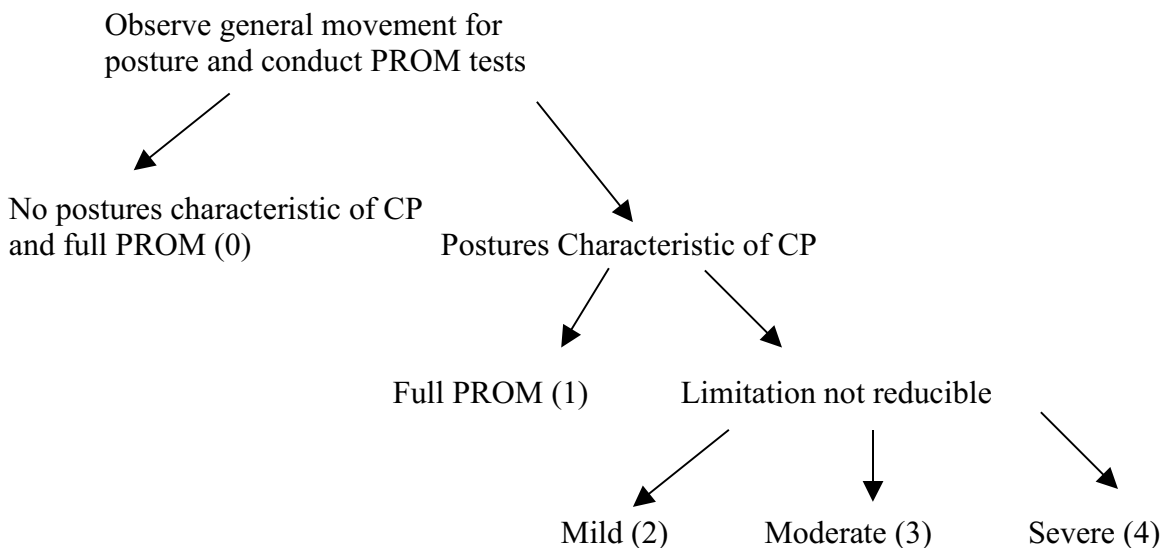 Observe general movement for
posture and conduct PROM tests
No postures characteristic of CP
and full PROM (0)
Postures Characteristic of CP
Full PROM (1)
Limitation not reducible
Mild (2)
Moderate (3)
Severe (4)